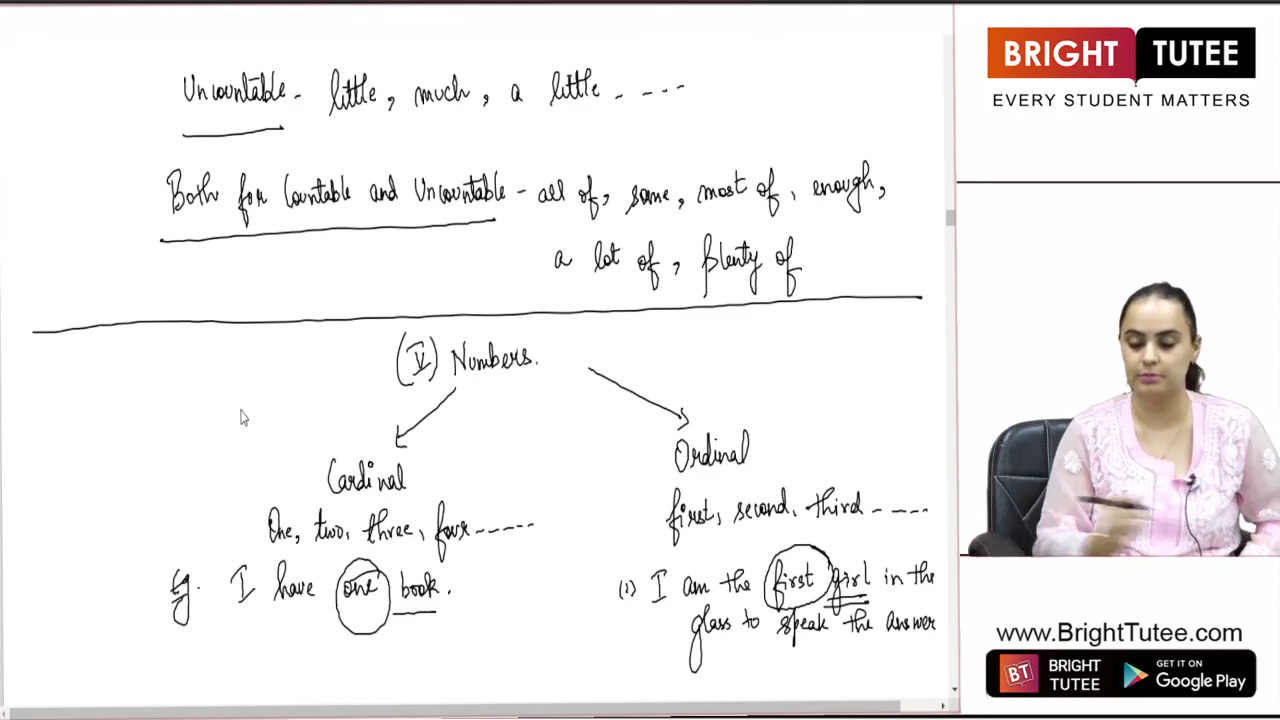 Uncountable - little, much, a little - - - -
Both for Countable and Uncountable - all of, some, most of, enough,
a lot of, plenty of
(V) Numbers.
Cardinal
One, two, three, four - - - - -
Eg. I have one book.
Ordinal
first, second, third - - - - -
(1) I am the first girl in the
glass to speak the answer
BRIGHT TUTEE
EVERY STUDENT MATTERS
www.BrightTutee.com
BT BRIGHT TUTEE
GET IT ON
Google Play